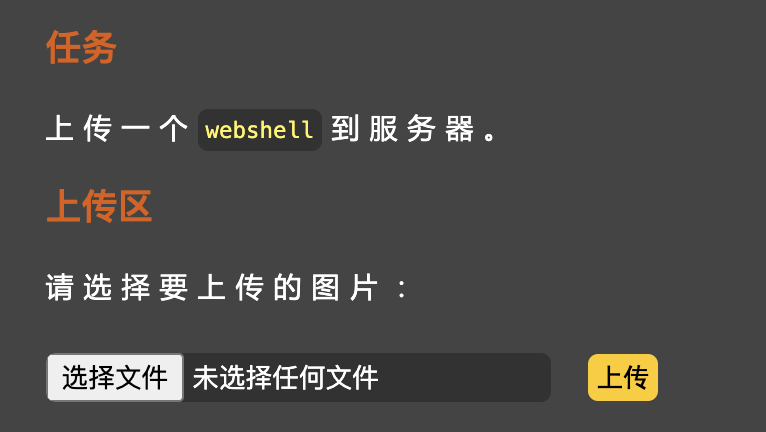 任务
上传一个 webshell 到服务器。
上传区
请选择要上传的图片：
选择文件 未选择任何文件 上传